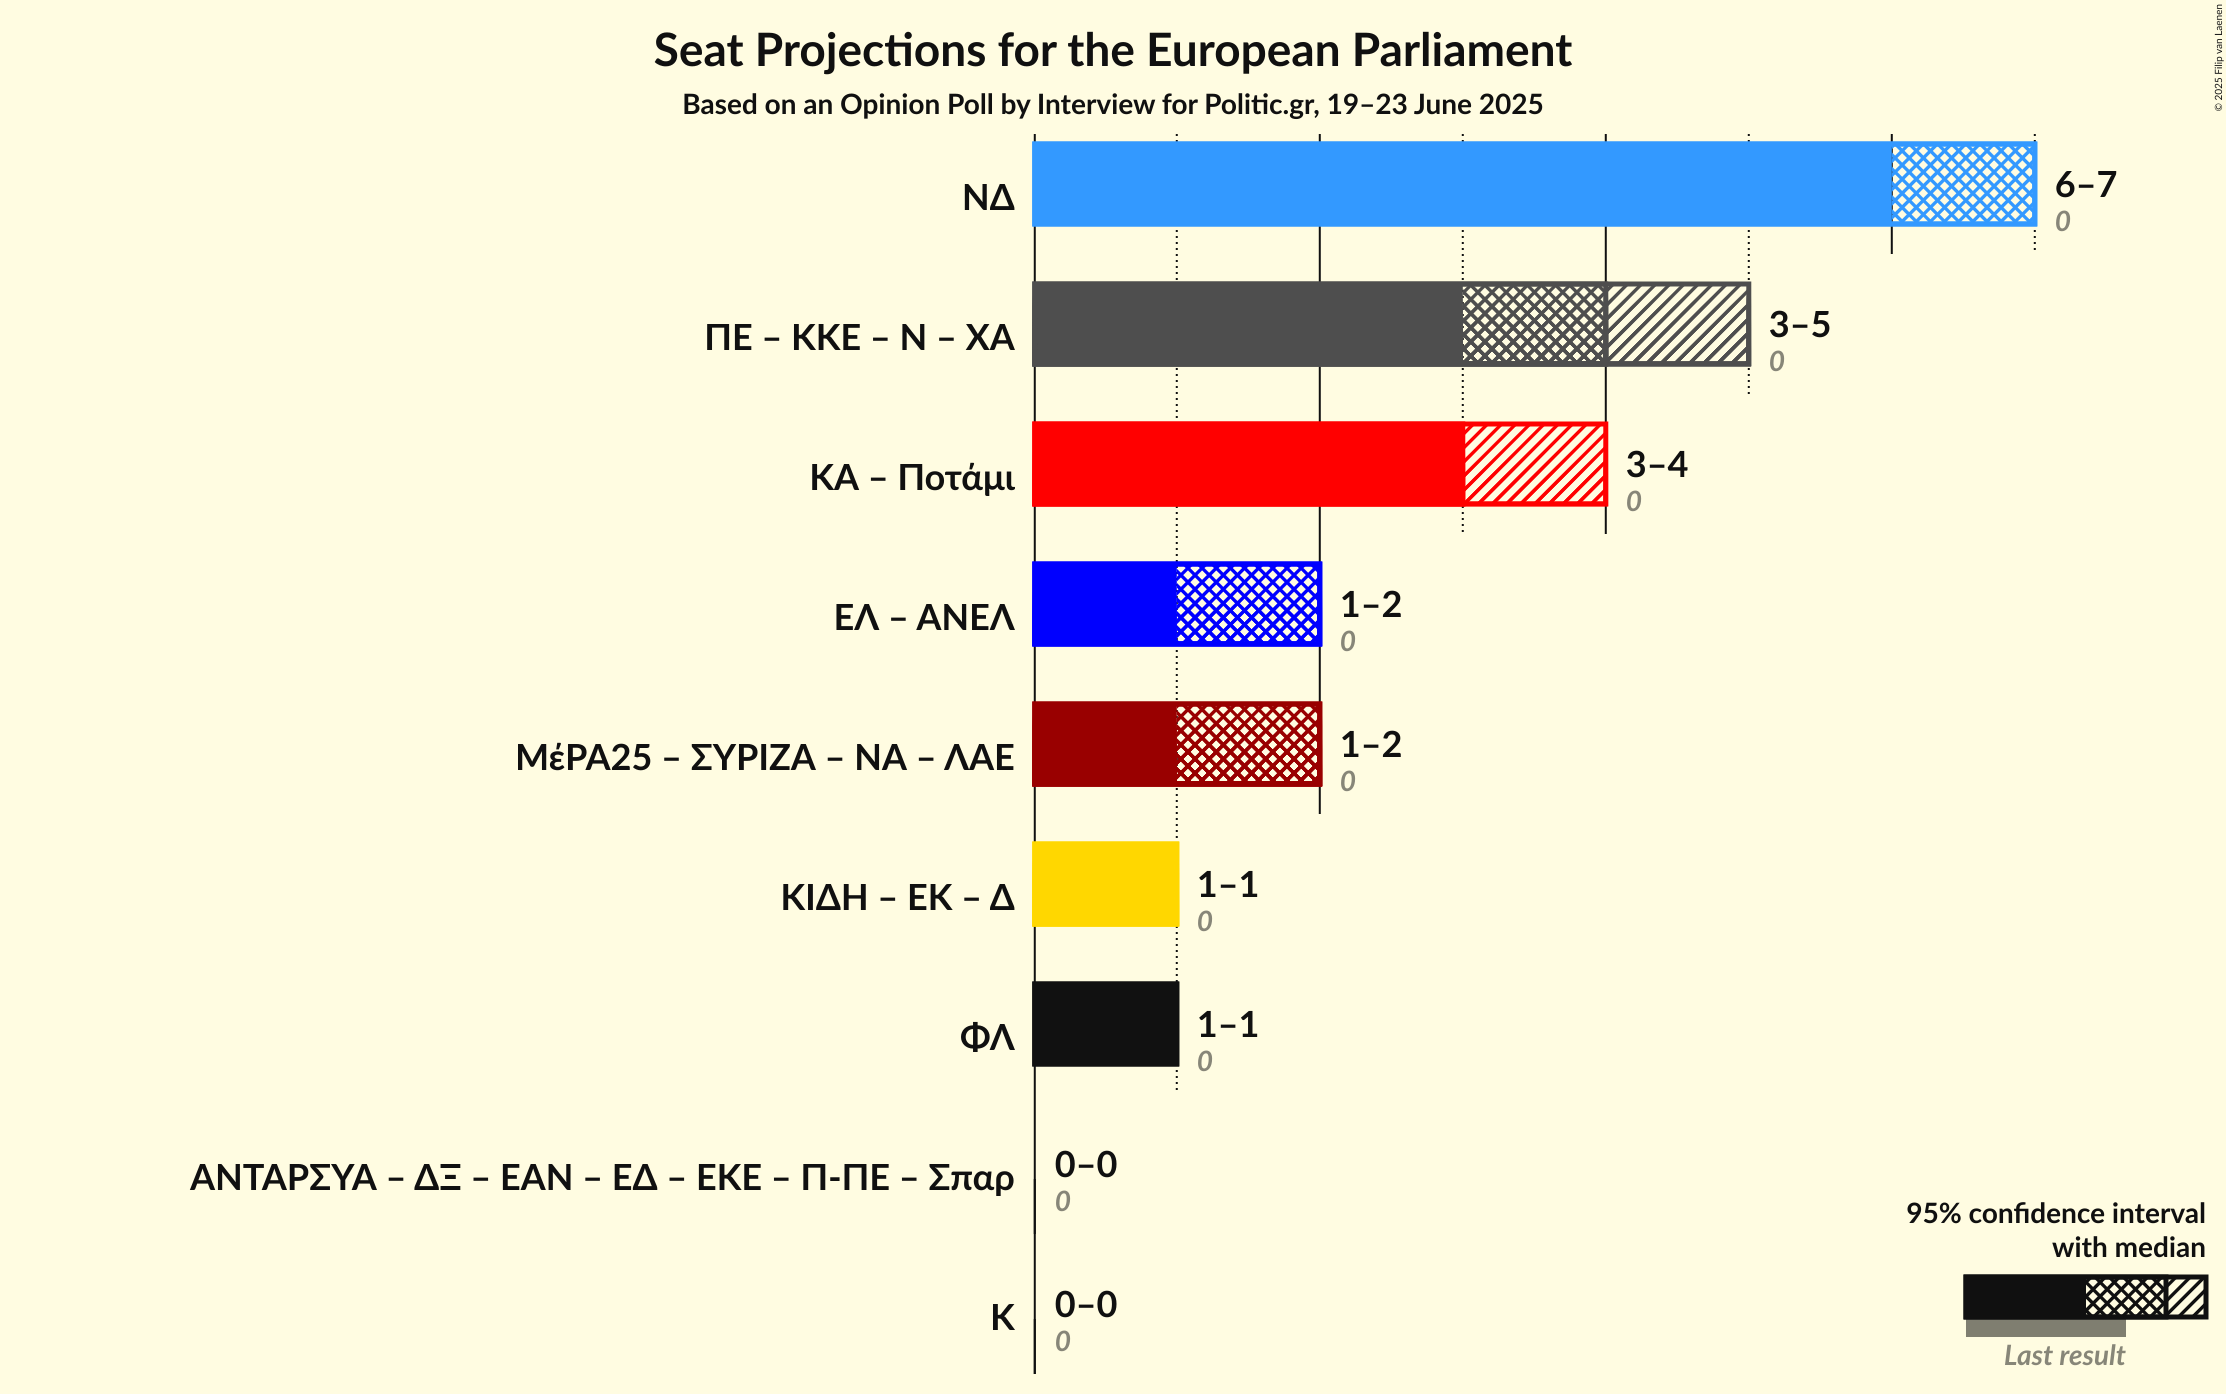 Seat Projections for the European Parliament
Based on an Opinion Poll by Interview for Politic.gr, 19–23 June 2025
© 2025 Filip van Laenen
ΝΔ
6–7
0
ΠΕ – ΚΚΕ – Ν – ΧΑ
3–5
0
ΚΑ – Ποτάμι
3–4
0
ΕΛ – ΑΝΕΛ
1–2
0
ΜέΡΑ25 – ΣΥΡΙΖΑ – ΝΑ – ΛΑΕ
1–2
0
ΚΙΔΗ – ΕΚ – Δ
1–1
0
ΦΛ
1–1
0
ΑΝΤΑΡΣΥΑ – ΔΞ – ΕΑΝ – ΕΔ – ΕΚΕ – Π-ΠΕ – Σπαρ
0–0
0
Κ
0–0
0
95% confidence interval
with median
Last result